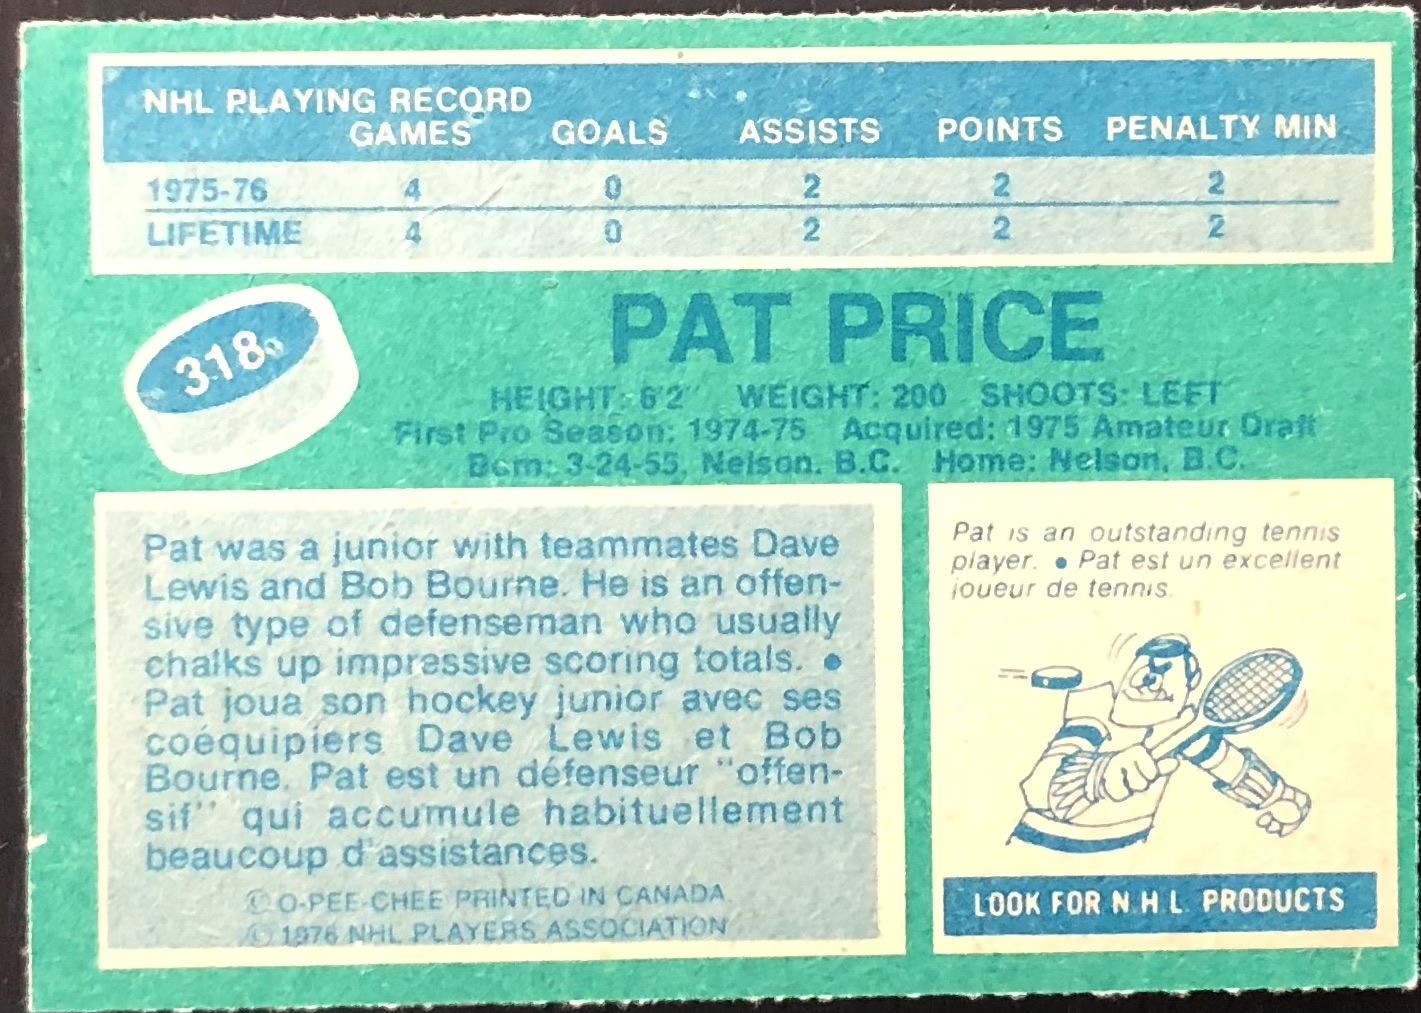 NHL PLAYING RECORD
GAMES GOALS ASSISTS POINTS PENALTY MIN
1975-76 4 0 2 2 2
LIFETIME 4 0 2 2 2
318
PAT PRICE
HEIGHT: 6'2" WEIGHT: 200 SHOOTS: LEFT
First Pro Season: 1974-75 Acquired: 1975 Amateur Draft
Born: 3-24-55, Nelson, B.C. Home: Nelson, B.C.
Pat was a junior with teammates Dave
Lewis and Bob Bourne. He is an offen-
sive type of defenseman who usually
chalks up impressive scoring totals. •
Pat joua son hockey junior avec ses
coéquipiers Dave Lewis et Bob
Bourne. Pat est un défenseur "offen-
sif" qui accumule habituellement
beaucoup d'assistances.
© O-PEE-CHEE PRINTED IN CANADA
© 1976 NHL PLAYERS ASSOCIATION
Pat is an outstanding tennis
player. • Pat est un excellent
joueur de tennis.
LOOK FOR N H L PRODUCTS